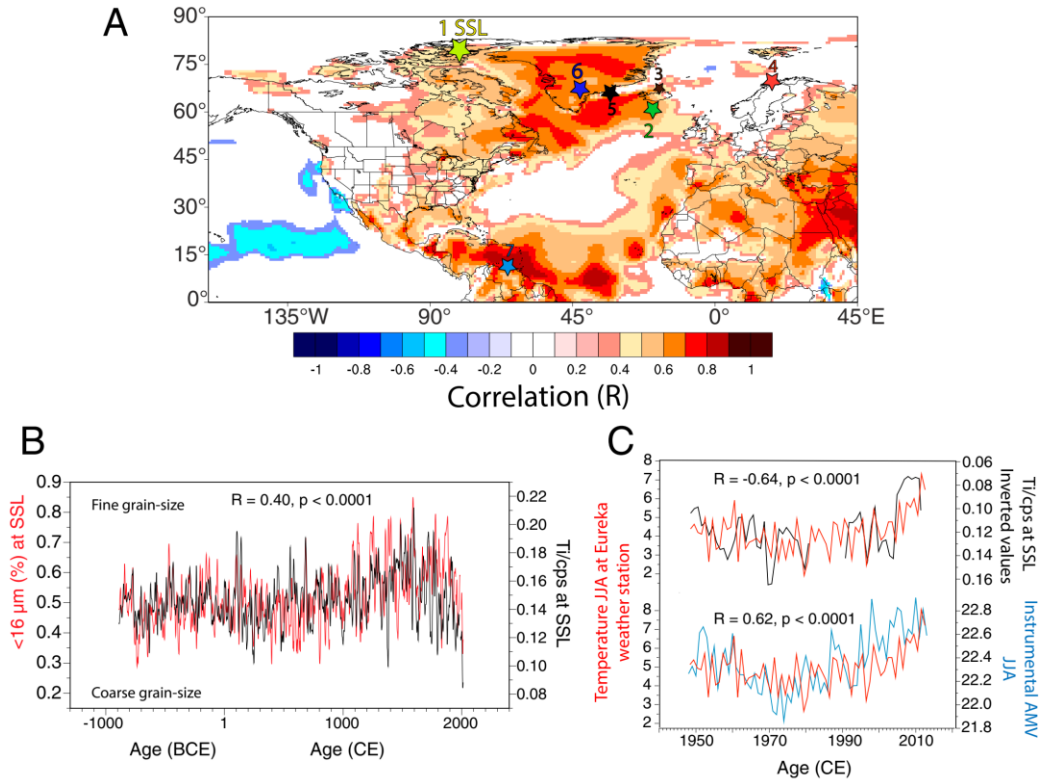 A
90°
75°
60°
45°
30°
15°
0°
1 SSL
6
5
3
2
4
7
135°W
90°
45°
0°
45°E
-1 -0.8 -0.6 -0.4 -0.2 0 0.2 0.4 0.6 0.8 1
Correlation (R)
B
<16 µm (%) at SSL
0.9
0.8
0.7
0.6
0.5
0.4
0.3
0.2
Fine grain-size
R = 0.40, p < 0.0001
Coarse grain-size
0.22
0.20
0.18
0.16
0.14
0.12
0.10
0.08
Ti/cps at SSL
-1000 1 1000 2000
Age (BCE) Age (CE)
C
Temperature JJA at Eureka
weather station
8
7
6
5
4
3
2
R = -0.64, p < 0.0001
0.06
0.08
0.10
0.12
0.14
0.16
Ti/cps at SSL
Inverted values
8
7
6
5
4
3
2
R = 0.62, p < 0.0001
22.8
22.6
22.4
22.2
22.0
21.8
Instrumental AMV
JJA
1950 1970 1990 2010
Age (CE)